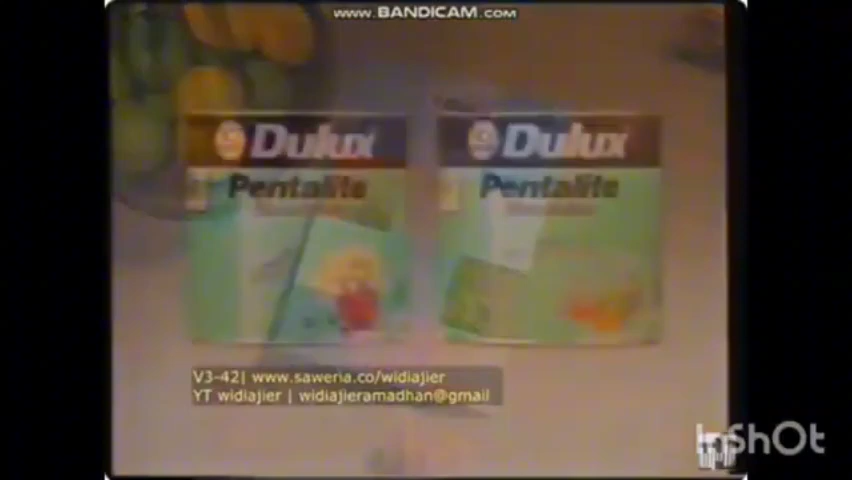 www.BANDICAM.com
Dulux
Pentalite
Dulux
Pentalite
V3-42| www.saweria.co/widiajier
YT widiajier | widiajieramadhan@gmail
InShOt